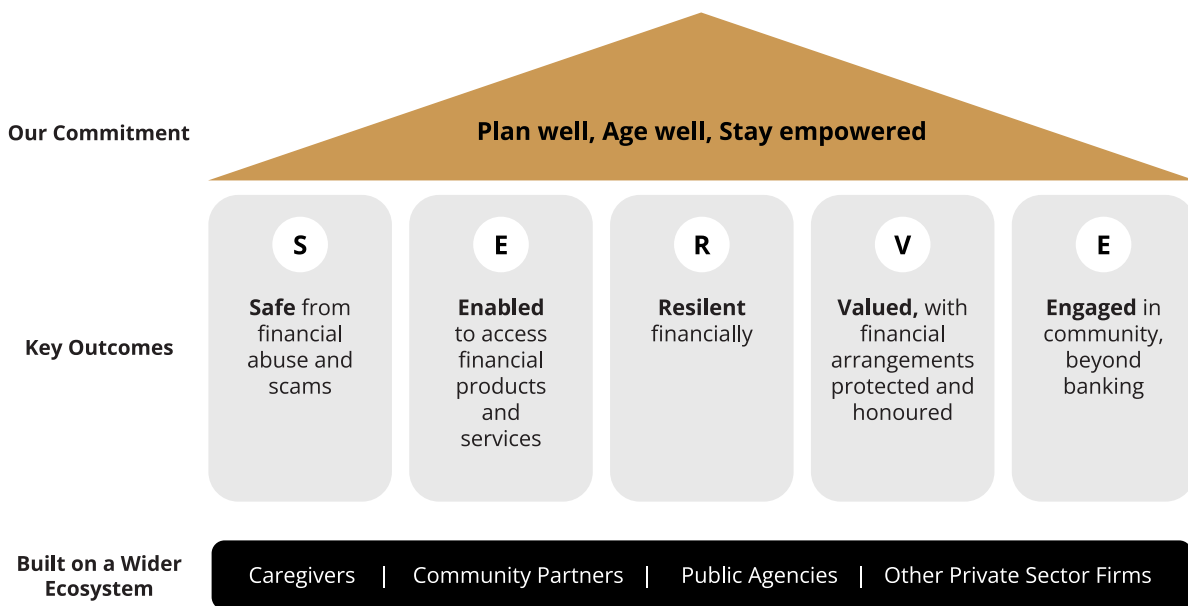 Our Commitment
Plan well, Age well, Stay empowered
Key Outcomes
S
Safe from
financial
abuse and
scams
E
Enabled
to access
financial
products
and
services
R
Resilent
financially
V
Valued, with
financial
arrangements
protected and
honoured
E
Engaged in
community,
beyond
banking
Built on a Wider
Ecosystem
Caregivers | Community Partners | Public Agencies | Other Private Sector Firms